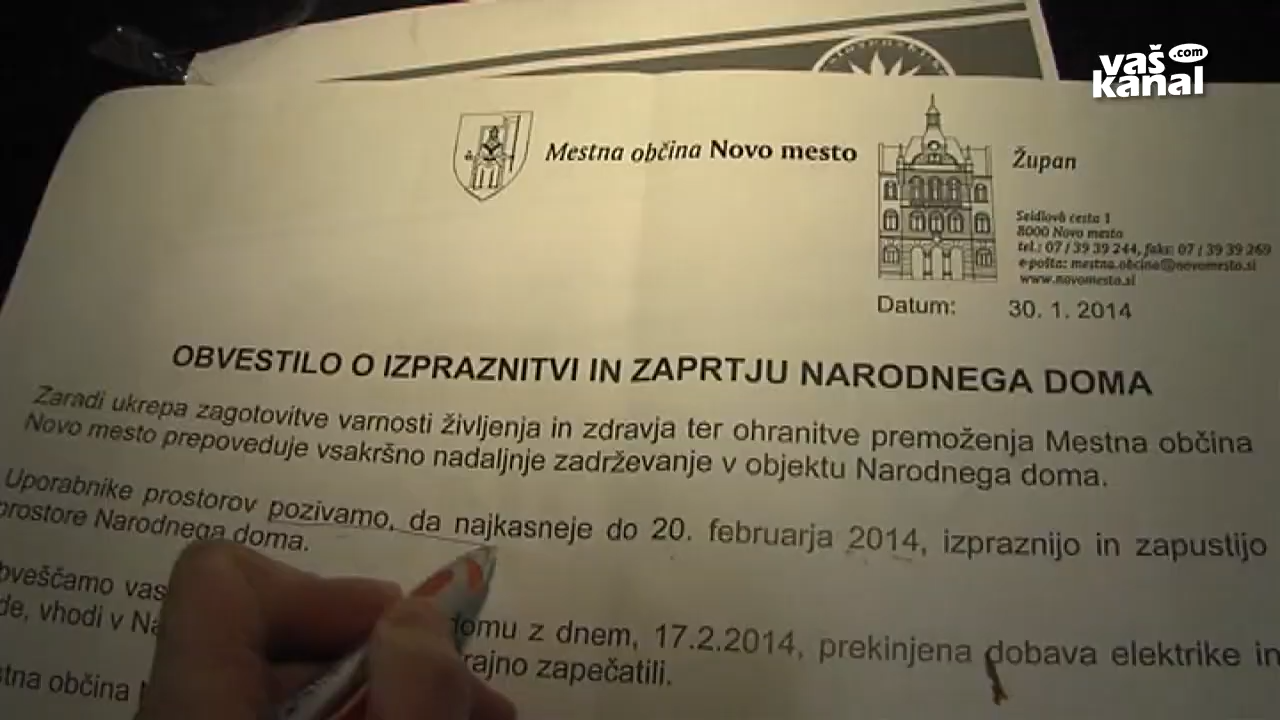 vaš
.com
kanal
Mestna občina Novo mesto
Župan
Seidlova cesta 1
8000 Novo mesto
tel.: 07 / 39 39 244, faks: 07 / 39 39 269
e-pošta: mestna.obcina@novomesto.si
www.novomesto.si
Datum: 30. 1. 2014
OBVESTILO O IZPRAZNITVI IN ZAPRTJU NARODNEGA DOMA
Zaradi ukrepa zagotovitve varnosti življenja in zdravja ter ohranitve premoženja Mestna občina
Novo mesto prepoveduje vsakršno nadaljnje zadrževanje v objektu Narodnega doma.
Uporabnike prostorov pozivamo, da najkasneje do 20. februarja 2014, izpraznijo in zapustijo
prostore Narodnega doma.
bveščamo vas
de, vhodi v Na domu z dnem, 17.2.2014, prekinjena dobava elektrike in
rajno zapečatili.
stna občina